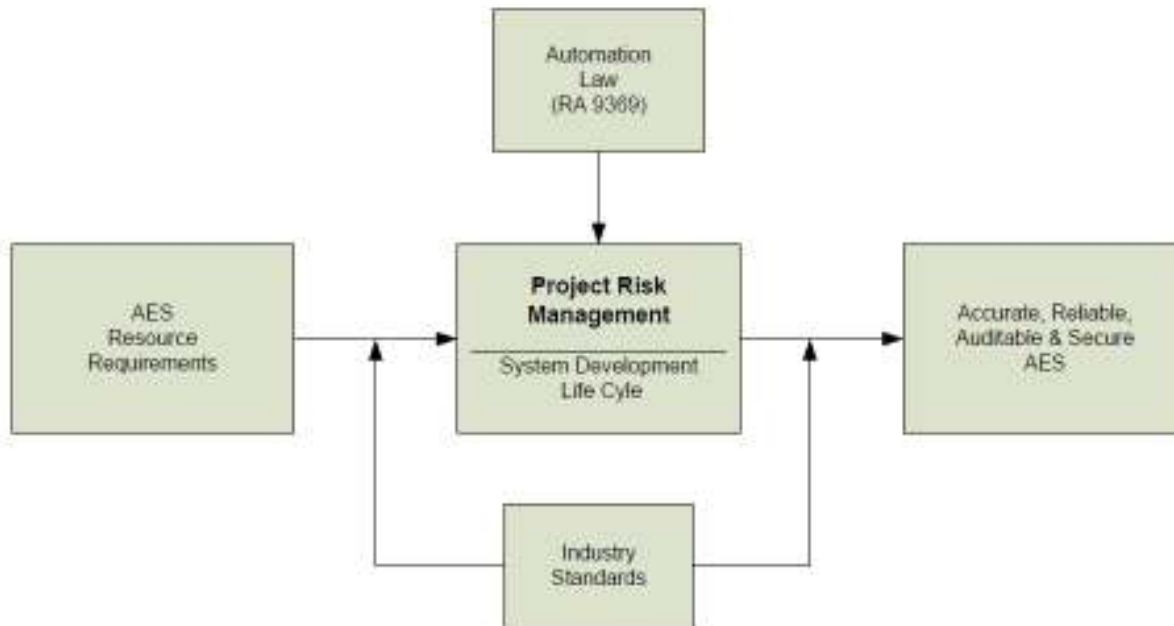 Automation
Law
(RA 9369)
AES
Resource
Requirements
Project Risk
Management
System Development
Life Cyle
Accurate, Reliable,
Auditable & Secure
AES
Industry
Standards